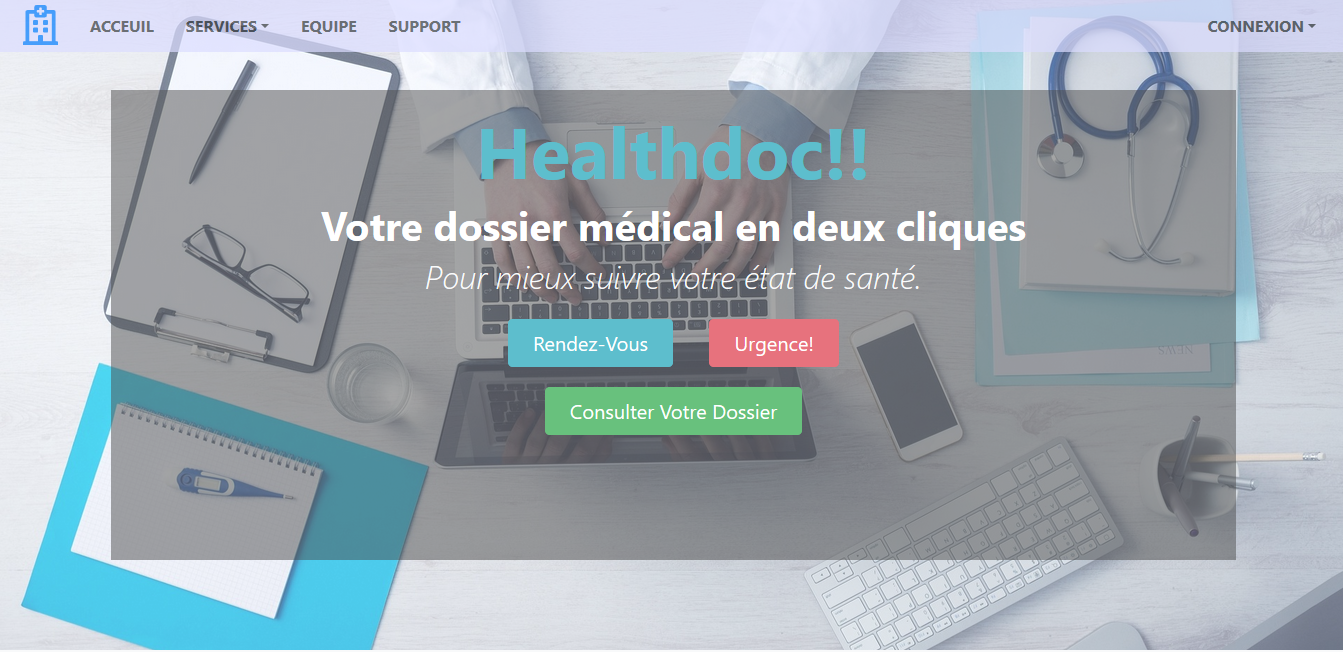 ACCEUIL SERVICES EQUIPE SUPPORT CONNEXION
Healthdoc!!
Votre dossier médical en deux cliques
Pour mieux suivre votre état de santé.
Rendez-Vous Urgence!
Consulter Votre Dossier